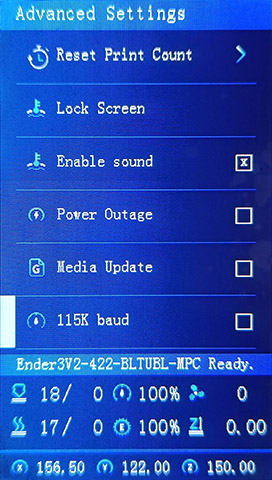 Advanced Settings
Reset Print Count
Lock Screen
Enable sound
Power Outage
Media Update
115K baud
Ender3V2-422-BLTUBL-MPC Ready.
18/ 0 100% 0
17/ 0 E 100% Z 0.00
X 156.50 Y 122.00 Z 150.00